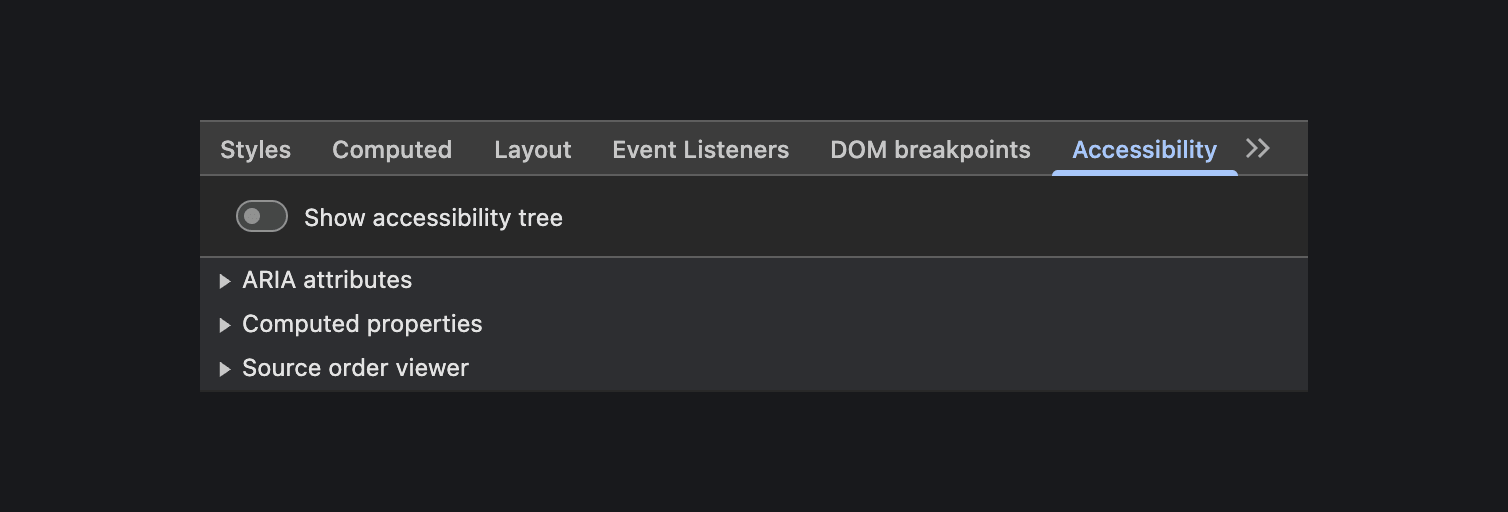 Styles Computed Layout Event Listeners DOM breakpoints Accessibility
Show accessibility tree
ARIA attributes
Computed properties
Source order viewer